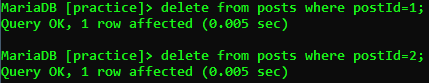 MariaDB [practice]> delete from posts where postId=1;
Query OK, 1 row affected (0.005 sec)
MariaDB [practice]> delete from posts where postId=2;
Query OK, 1 row affected (0.005 sec)